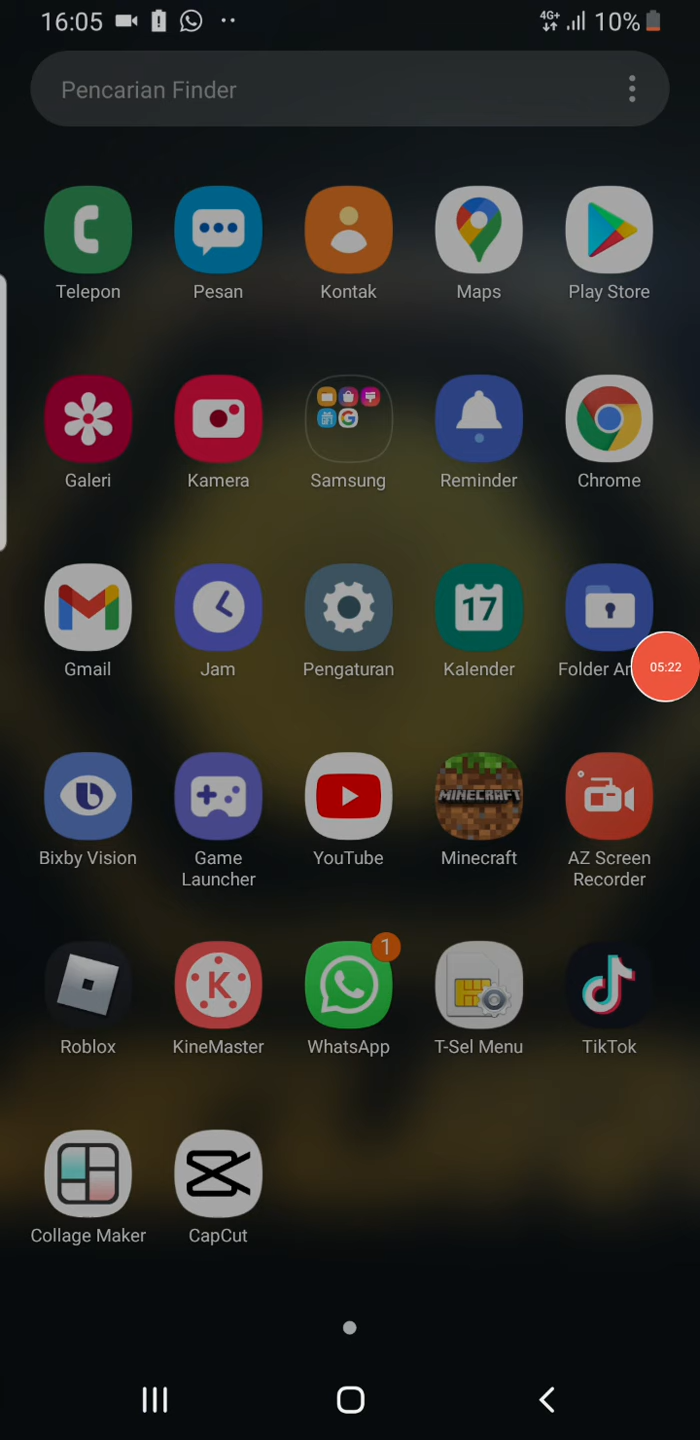 16:05 4G+ 10%
Pencarian Finder
Telepon Pesan Kontak Maps Play Store
Galeri Kamera Samsung Reminder Chrome
17
Gmail Jam Pengaturan Kalender Folder
05:22
MINECRAFT
Bixby Vision Game Launcher YouTube Minecraft AZ Screen Recorder
K
1
Roblox KineMaster WhatsApp T-Sel Menu TikTok
Collage Maker CapCut